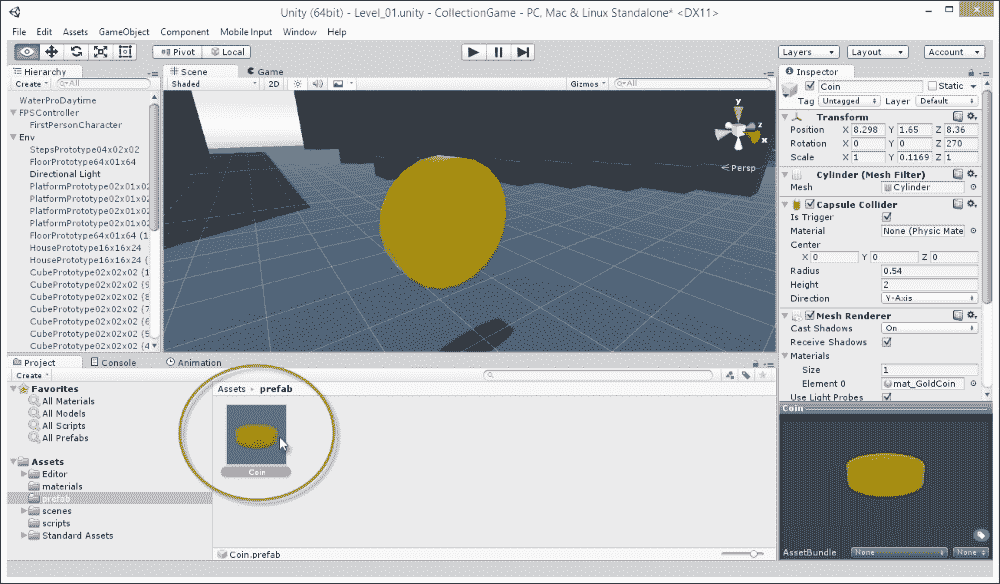 Unity (64bit) - Level_01.unity - CollectionGame - PC, Mac & Linux Standalone* <DX11>
File Edit Assets GameObject Component Mobile Input Window Help
Pivot Local Layers Layout Account
Hierarchy
Create All
WaterProDaytime
FPSController
FirstPersonCharacter
Env
StepsPrototype04x02x02
FloorPrototype64x01x64
Directional Light
PlatformPrototype02x01x02
PlatformPrototype02x01x02
PlatformPrototype02x01x02
PlatformPrototype02x01x02
FloorPrototype64x01x64 (1
HousePrototype16x16x24
HousePrototype16x16x24 (
CubePrototype02x02x02 (1
CubePrototype02x02x02 (9
CubePrototype02x02x02 (8
CubePrototype02x02x02 (7
CubePrototype02x02x02 (6
CubePrototype02x02x02 (5
CubePrototype02x02x02 (4
Scene Game
Shaded 2D Gizmos All
y
z
x
Persp
Inspector
Coin Static
Tag Untagged Layer Default
Transform
Position X 8.298 Y 1.65 Z 8.36
Rotation X 0 Y 0 Z 270
Scale X 1 Y 0.1169 Z 1
Cylinder (Mesh Filter)
Mesh Cylinder
Capsule Collider
Is Trigger
Material None (Physic Mate
Center
X 0 Y 0 Z 0
Radius 0.54
Height 2
Direction Y-Axis
Mesh Renderer
Cast Shadows On
Receive Shadows
Materials
Size 1
Element 0 mat_GoldCoin
Use Light Probes
Project Console Animation
Create
Favorites
All Materials
All Models
All Scripts
All Prefabs
Assets
Editor
materials
prefab
scenes
scripts
Standard Assets
Assets prefab
Coin
Coin.prefab
Coin
AssetBundle None None